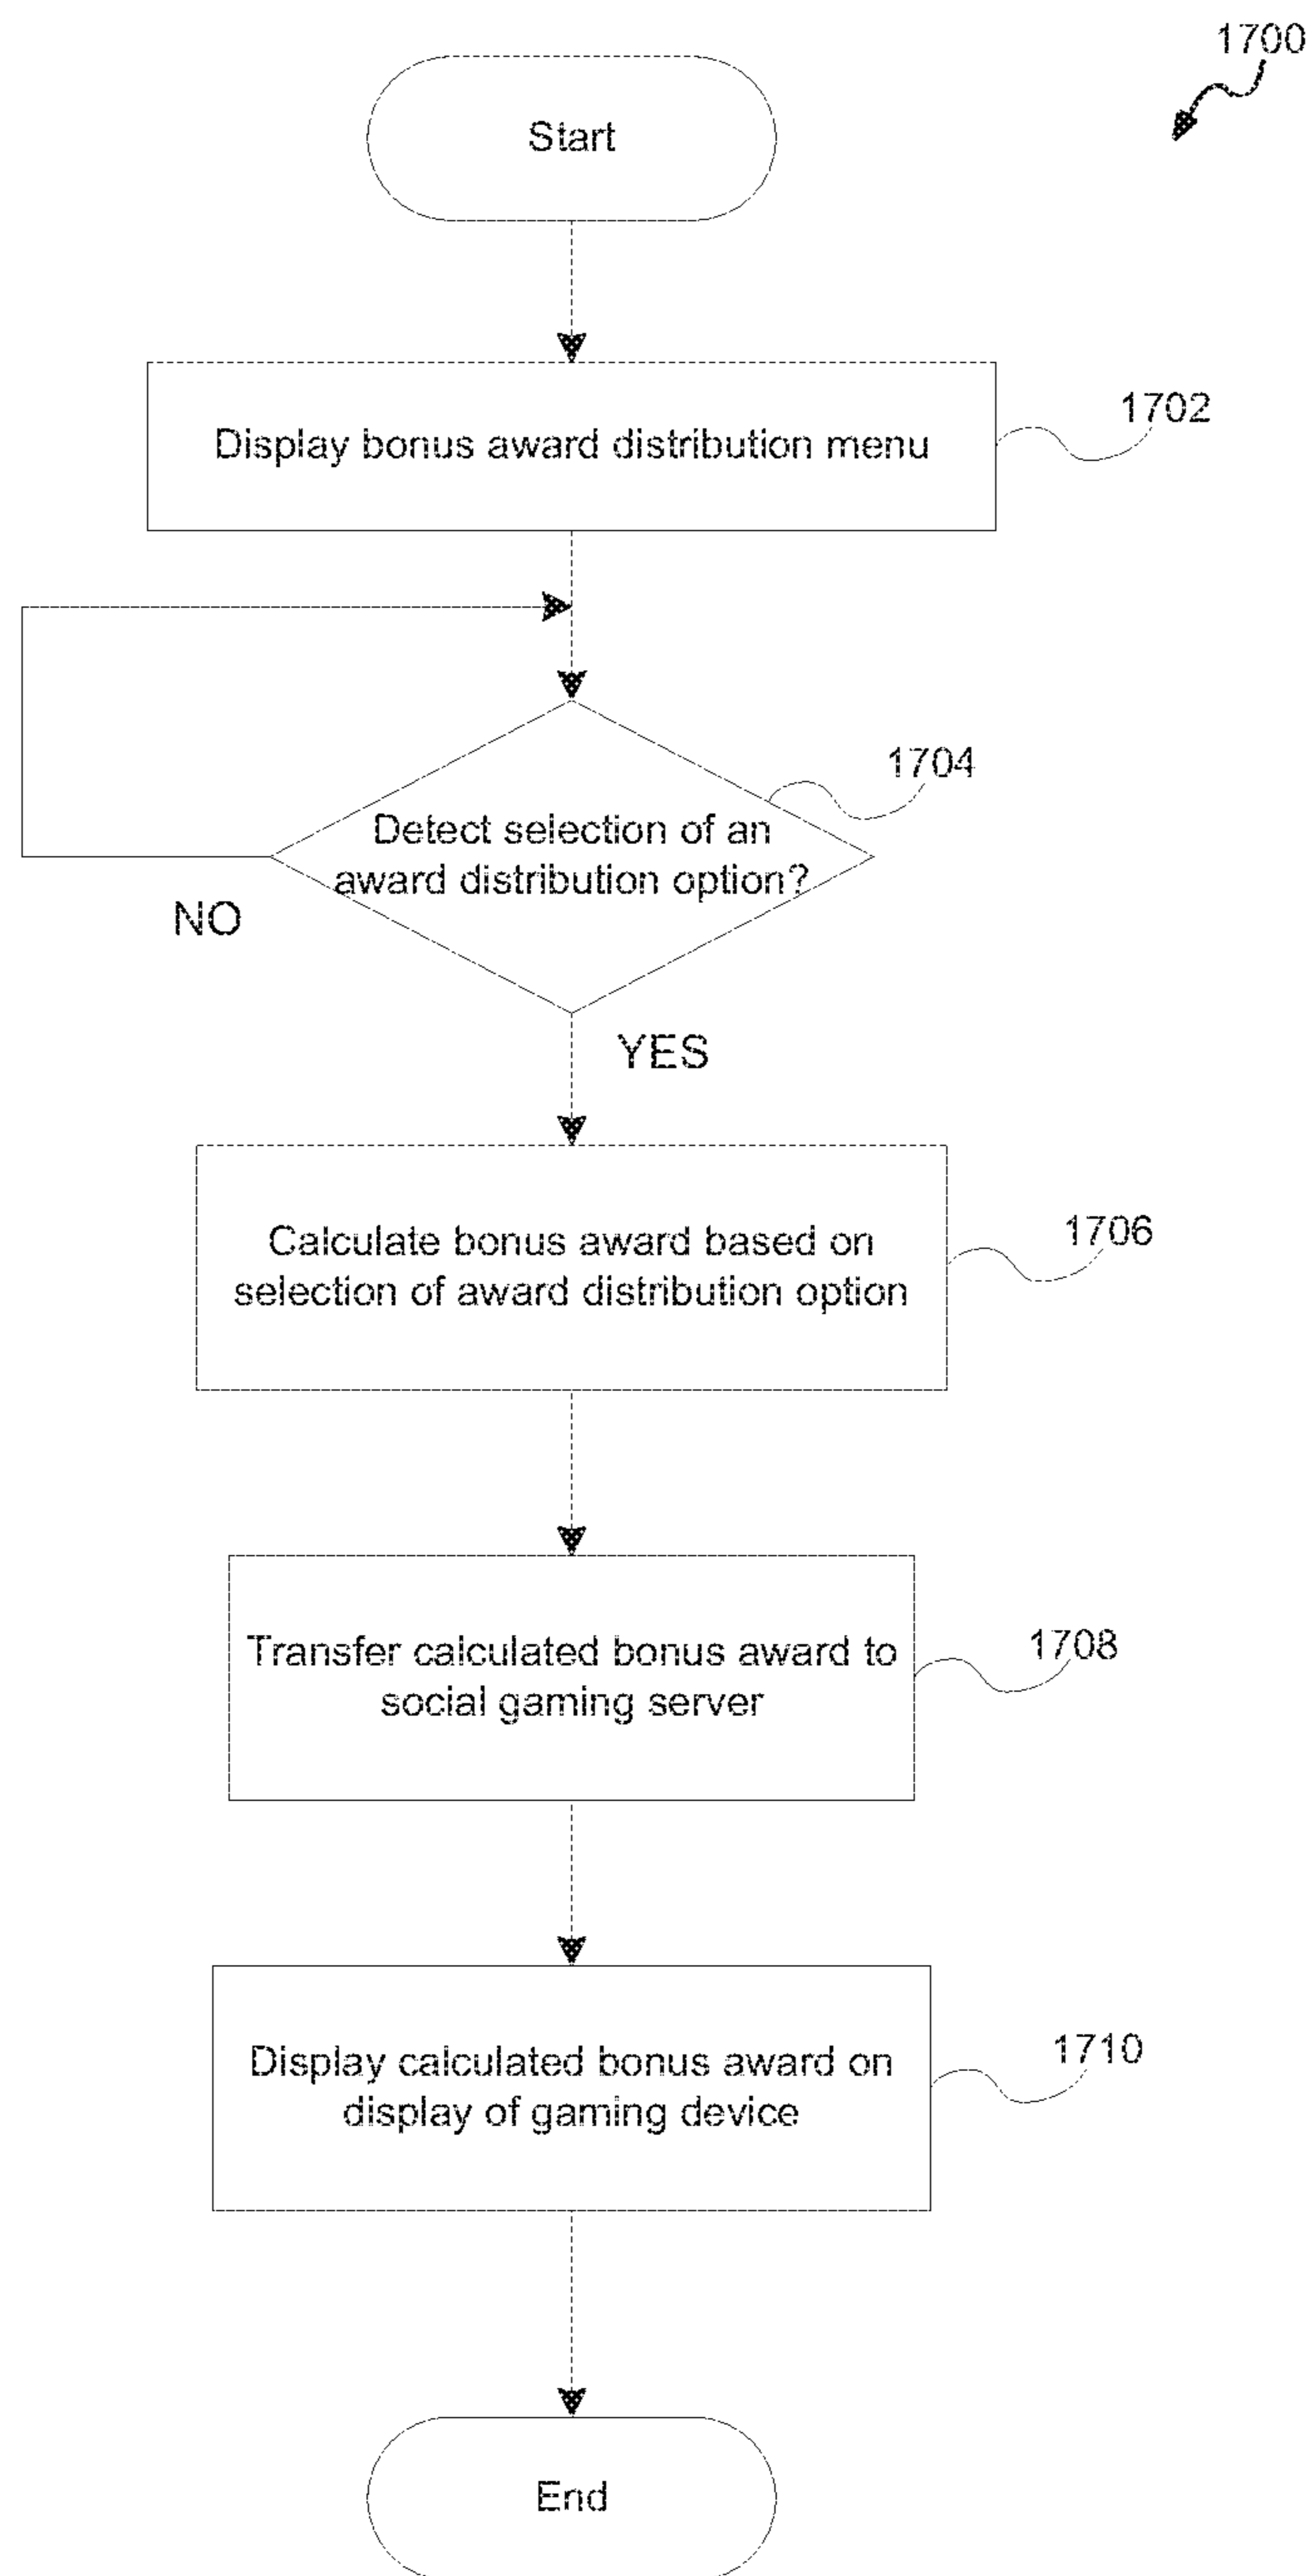 1700
Start
Display bonus award distribution menu
1702
1704
Detect selection of an
award distribution option?
NO
YES
Calculate bonus award based on
selection of award distribution option
1706
Transfer calculated bonus award to
social gaming server
1708
Display calculated bonus award on
display of gaming device
1710
End